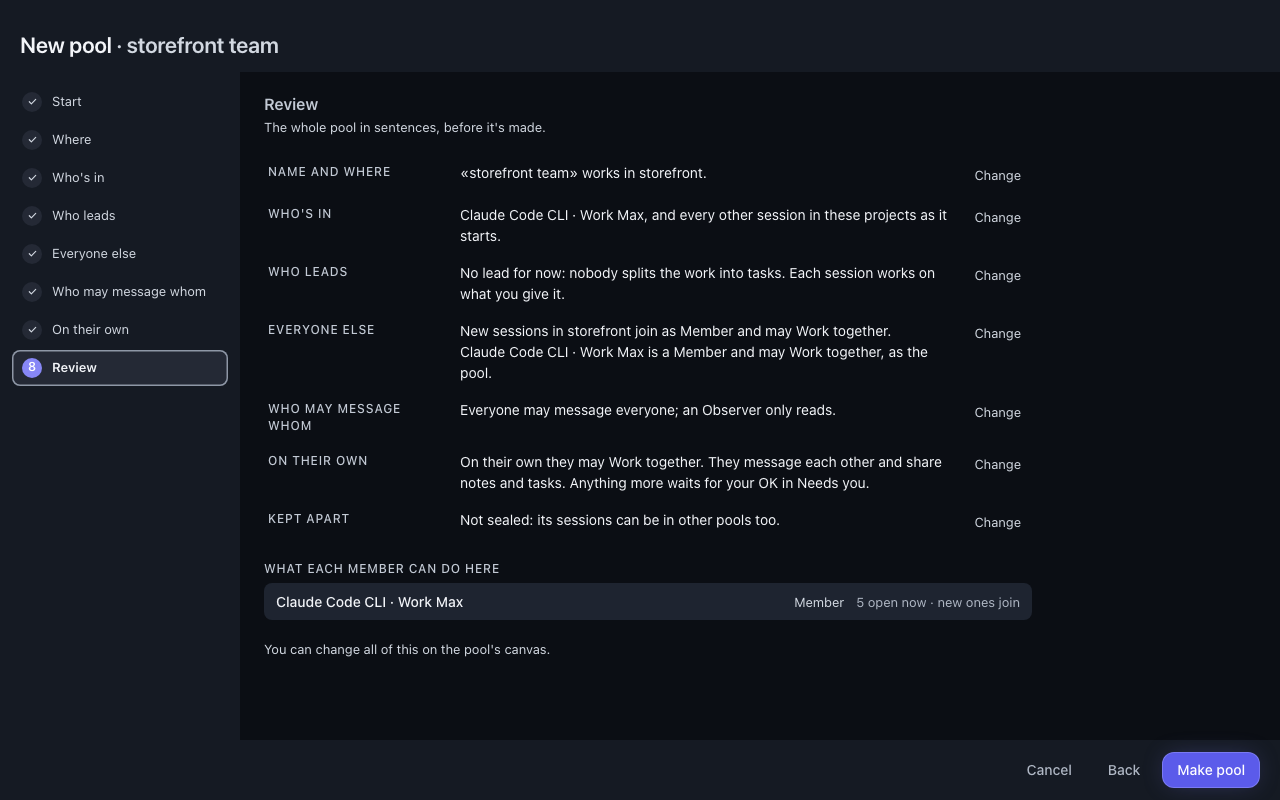 New pool · storefront team
Start
Where
Who's in
Who leads
Everyone else
Who may message whom
On their own
8 Review
Review
The whole pool in sentences, before it's made.
NAME AND WHERE
«storefront team» works in storefront.
Change
WHO'S IN
Claude Code CLI · Work Max, and every other session in these projects as it
starts.
Change
WHO LEADS
No lead for now: nobody splits the work into tasks. Each session works on
what you give it.
Change
EVERYONE ELSE
New sessions in storefront join as Member and may Work together.
Claude Code CLI · Work Max is a Member and may Work together, as the
pool.
Change
WHO MAY MESSAGE
WHOM
Everyone may message everyone; an Observer only reads.
Change
ON THEIR OWN
On their own they may Work together. They message each other and share
notes and tasks. Anything more waits for your OK in Needs you.
Change
KEPT APART
Not sealed: its sessions can be in other pools too.
Change
WHAT EACH MEMBER CAN DO HERE
Claude Code CLI · Work Max
Member 5 open now · new ones join
You can change all of this on the pool's canvas.
Cancel
Back
Make pool